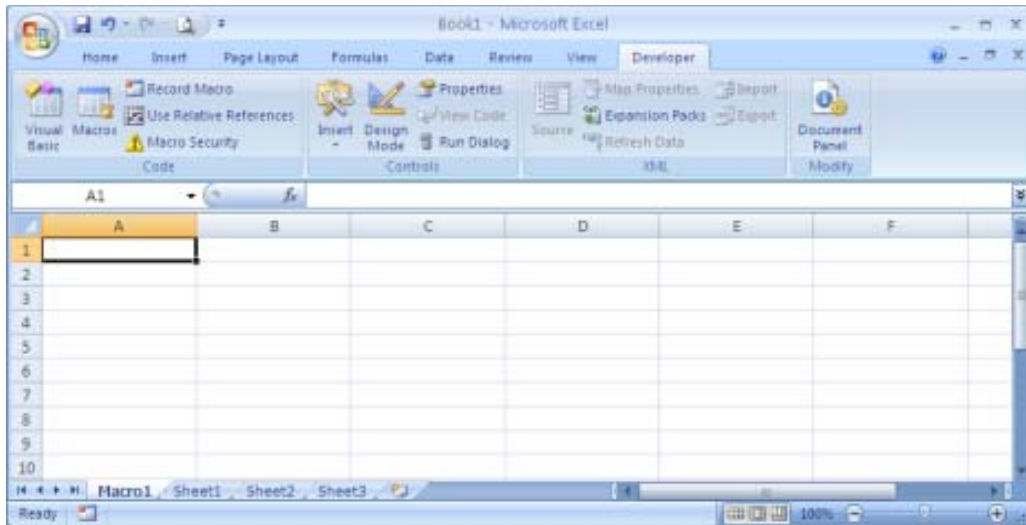 Book1 - Microsoft Excel
Home Insert Page Layout Formulas Data Review View Developer
Visual Basic
Macros
Record Macro
Use Relative References
Macro Security
Code
Insert
Design Mode
Properties
View Code
Run Dialog
Controls
Source
Map Properties
Expansion Packs
Refresh Data
Import
Export
XML
Document Panel
Modify
A1 fx
A B C D E F
1
2
3
4
5
6
7
8
9
10
Macro1 Sheet1 Sheet2 Sheet3
Ready 100%